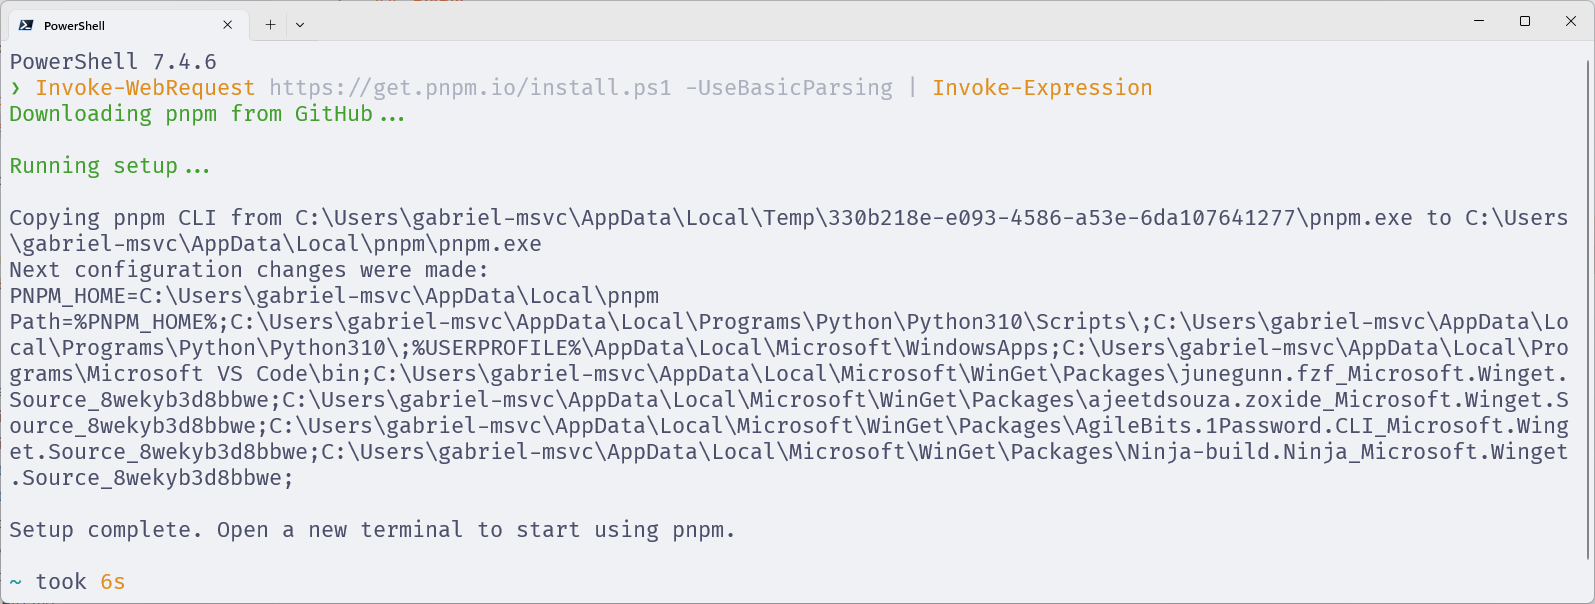 PowerShell
PowerShell 7.4.6
❯ Invoke-WebRequest https://get.pnpm.io/install.ps1 -UseBasicParsing | Invoke-Expression
Downloading pnpm from GitHub...
Running setup...
Copying pnpm CLI from C:\Users\gabriel-msvc\AppData\Local\Temp\330b218e-e093-4586-a53e-6da107641277\pnpm.exe to C:\Users
\gabriel-msvc\AppData\Local\pnpm\pnpm.exe
Next configuration changes were made:
PNPM_HOME=C:\Users\gabriel-msvc\AppData\Local\pnpm
Path=%PNPM_HOME%;C:\Users\gabriel-msvc\AppData\Local\Programs\Python\Python310\Scripts\;C:\Users\gabriel-msvc\AppData\Lo
cal\Programs\Python\Python310\;%USERPROFILE%\AppData\Local\Microsoft\WindowsApps;C:\Users\gabriel-msvc\AppData\Local\Pro
grams\Microsoft VS Code\bin;C:\Users\gabriel-msvc\AppData\Local\Microsoft\WinGet\Packages\junegunn.fzf_Microsoft.Winget.
Source_8wekyb3d8bbwe;C:\Users\gabriel-msvc\AppData\Local\Microsoft\WinGet\Packages\ajeetdsouza.zoxide_Microsoft.Winget.S
ource_8wekyb3d8bbwe;C:\Users\gabriel-msvc\AppData\Local\Microsoft\WinGet\Packages\AgileBits.1Password.CLI_Microsoft.Wing
et.Source_8wekyb3d8bbwe;C:\Users\gabriel-msvc\AppData\Local\Microsoft\WinGet\Packages\Ninja-build.Ninja_Microsoft.Winget
.Source_8wekyb3d8bbwe;
Setup complete. Open a new terminal to start using pnpm.
~ took 6s